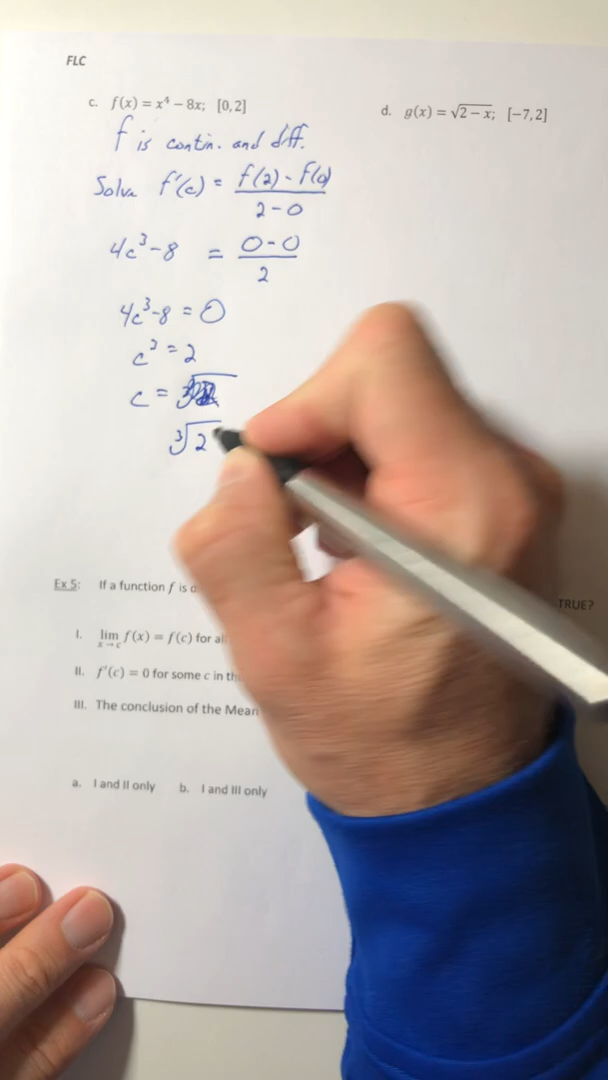 FLC
c. f(x) = x⁴ − 8x; [0,2]
d. g(x) = √2 − x; [−7,2]
f is contin. and diff.
Solve f'(c) = f(2) - f(0)
2-0
4c³-8 = 0-0
2
4c³-8 = 0
c³ = 2
c =
³√2
Ex 5: If a function f is
TRUE?
I. lim f(x) = f(c) for
x→c
II. f′(c) = 0 for some c in
III. The conclusion of the Mean
a. I and II only b. I and III only